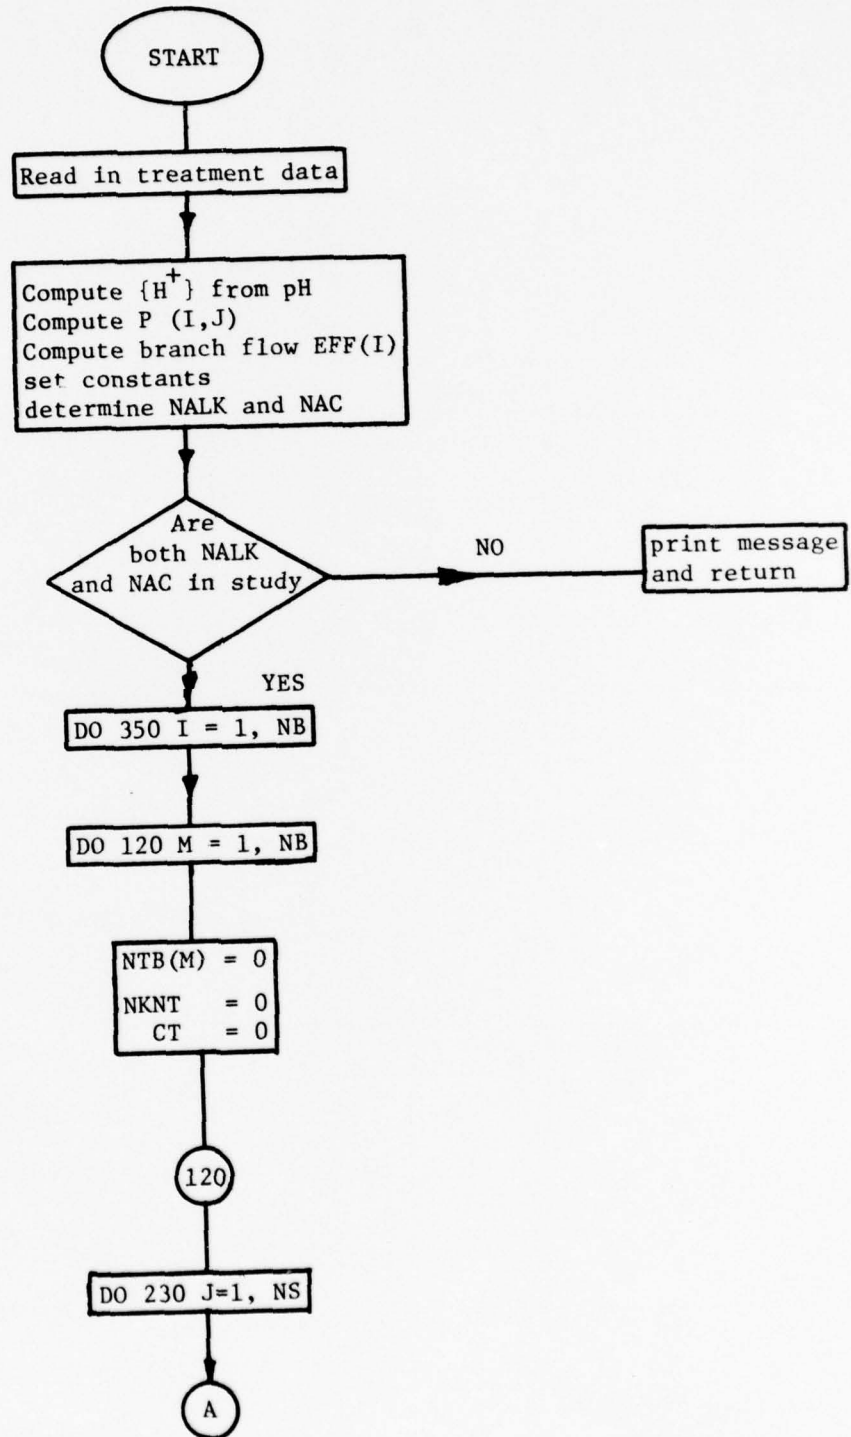 START
Read in treatment data
Compute {H+} from pH
Compute P (I,J)
Compute branch flow EFF(I)
set constants
determine NALK and NAC
Are
both NALK
and NAC in study
NO
print message
and return
YES
DO 350 I = 1, NB
DO 120 M = 1, NB
NTB(M) = 0
NKNT = 0
CT = 0
120
DO 230 J=1, NS
A